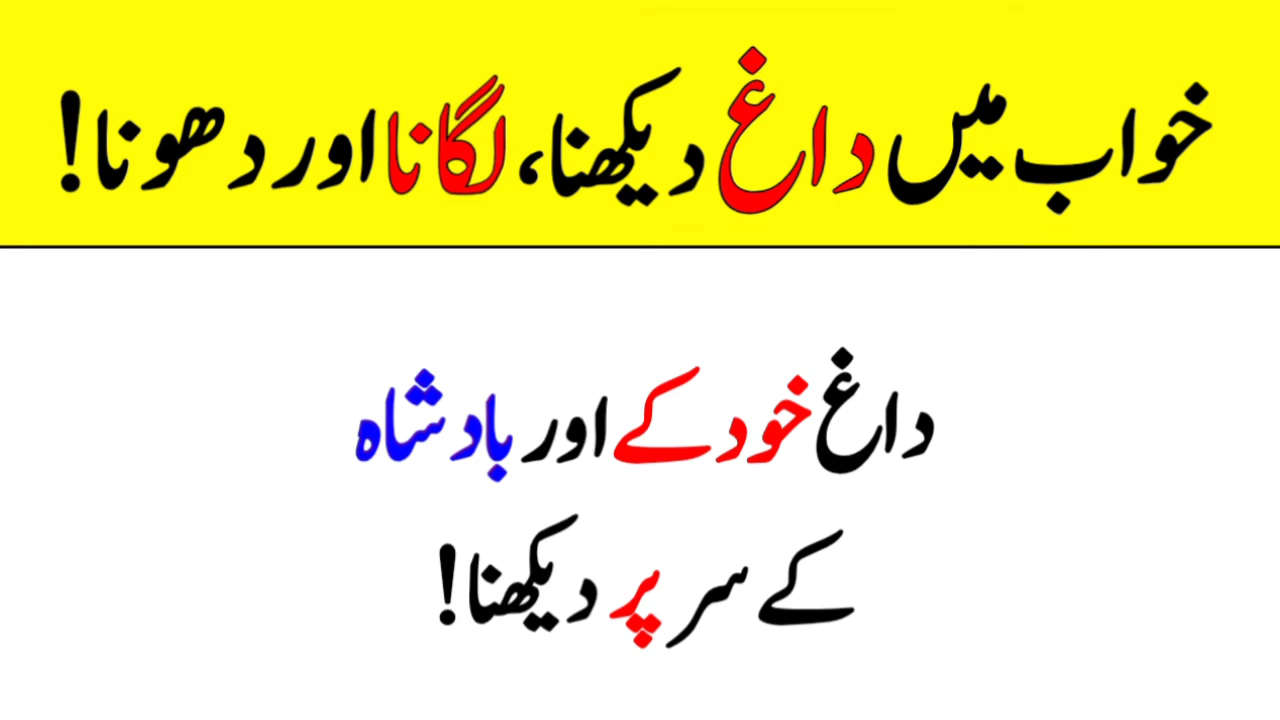 خواب میں داغ دیکھنا، لگانا اور دھونا!
داغ خود کے اور بادشاہ
کے سر پر دیکھنا!